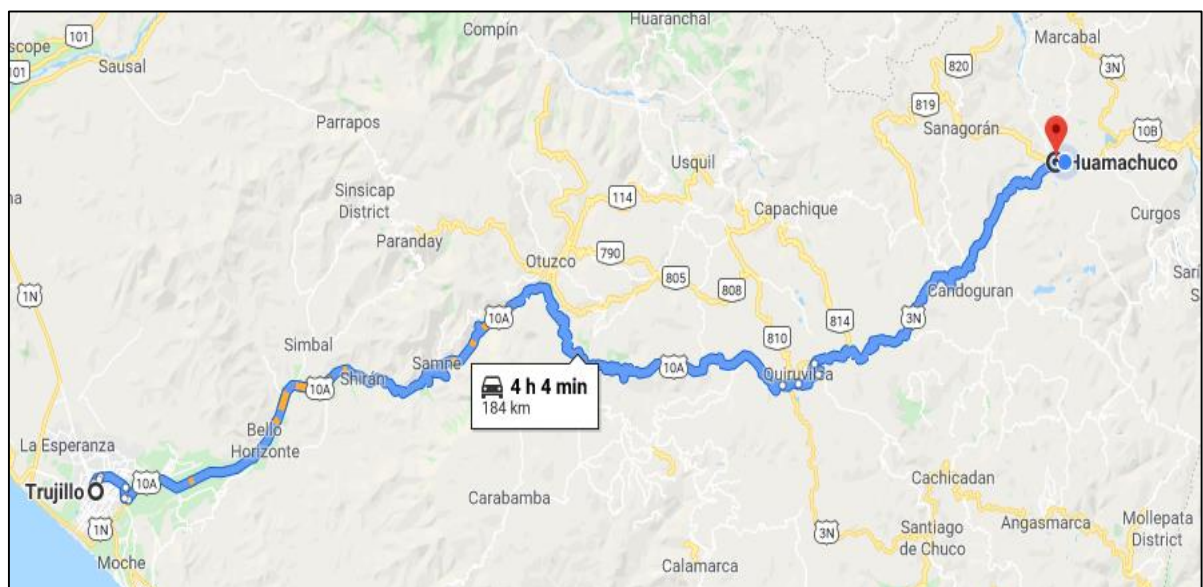 Huaranchal
Compín
Marcabal
101
scope
820
3N
101
Sausal
819
10B
Parrapos
Sanagorán
Usquil
Huamachuco
Sinsicap
District
114
Capachique
Curgos
Paranday
Otuzco
790
805
808
1N
10A
Candoguran
3N
810
814
Simbal
Samne
10A
Shirán
10A
Quiruvilca
4 h 4 min
184 km
La Esperanza
Bello
Horizonte
Trujillo
10A
Cachicadan
Carabamba
1N
3N
Santiago
de Chuco
Angasmarca
Mollepata
District
Moche
Calamarca